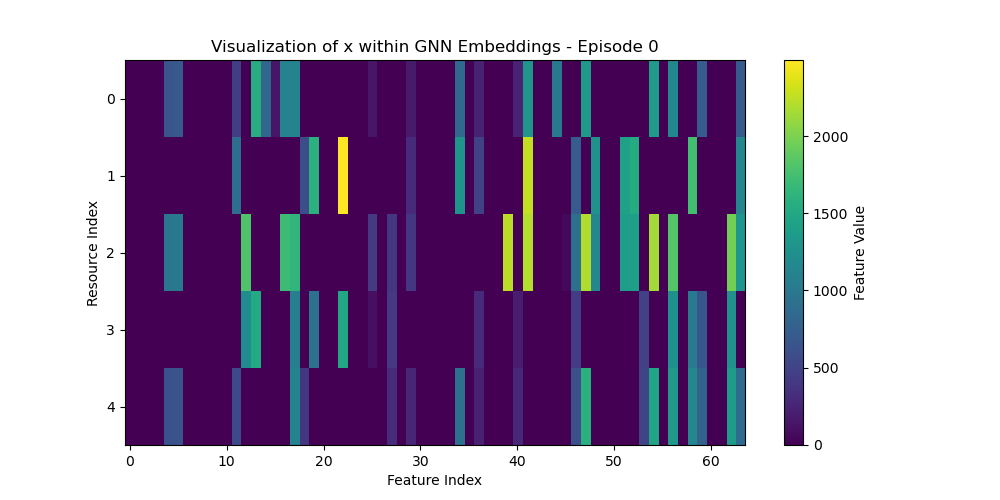 Visualization of x within GNN Embeddings - Episode 0
0
1
2
3
4
Resource Index
0 10 20 30 40 50 60
Feature Index
2000
1500
1000
500
0
Feature Value